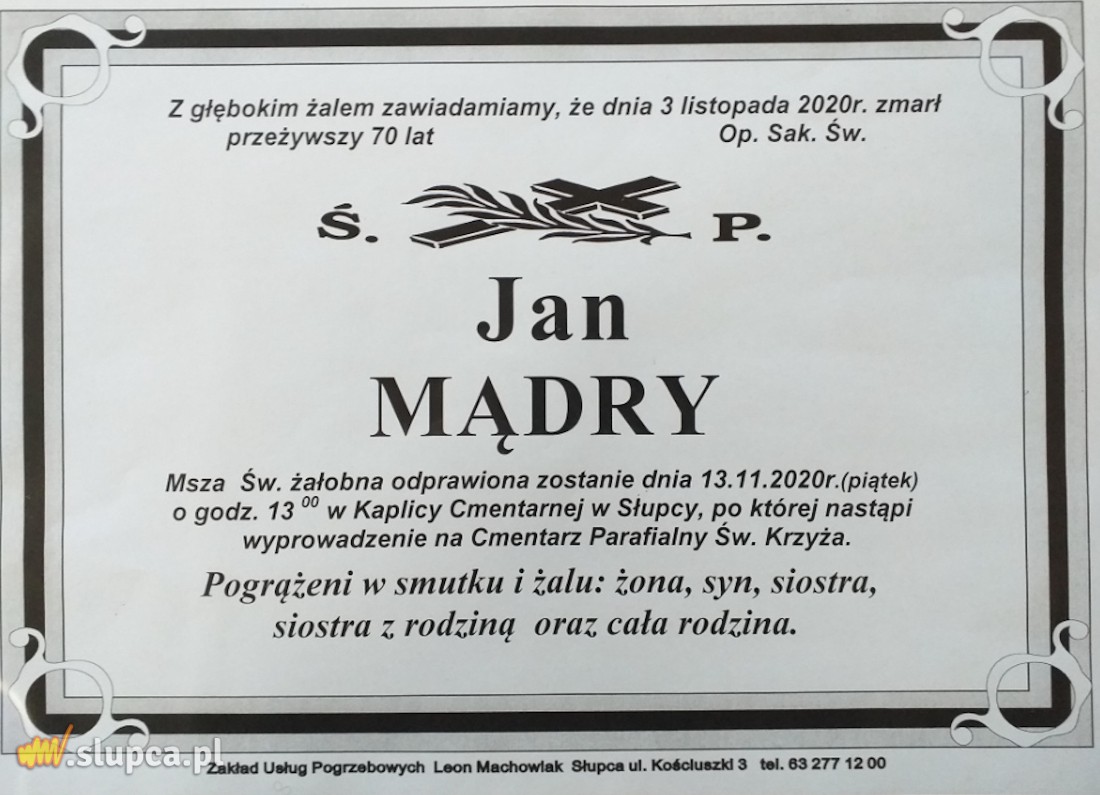 Z głębokim żalem zawiadamiamy, że dnia 3 listopada 2020r. zmarł
przeżywszy 70 lat Op. Sak. Św.
Ś. P.
Jan
MĄDRY
Msza Św. żałobna odprawiona zostanie dnia 13.11.2020r.(piątek)
o godz. 13 00 w Kaplicy Cmentarnej w Słupcy, po której nastąpi
wyprowadzenie na Cmentarz Parafialny Św. Krzyża.
Pogrążeni w smutku i żalu: żona, syn, siostra,
siostra z rodziną oraz cała rodzina.
.slupca.pl
Zakład Usług Pogrzebowych Leon Machowiak Słupca ul. Kościuszki 3 tel. 63 277 12 00